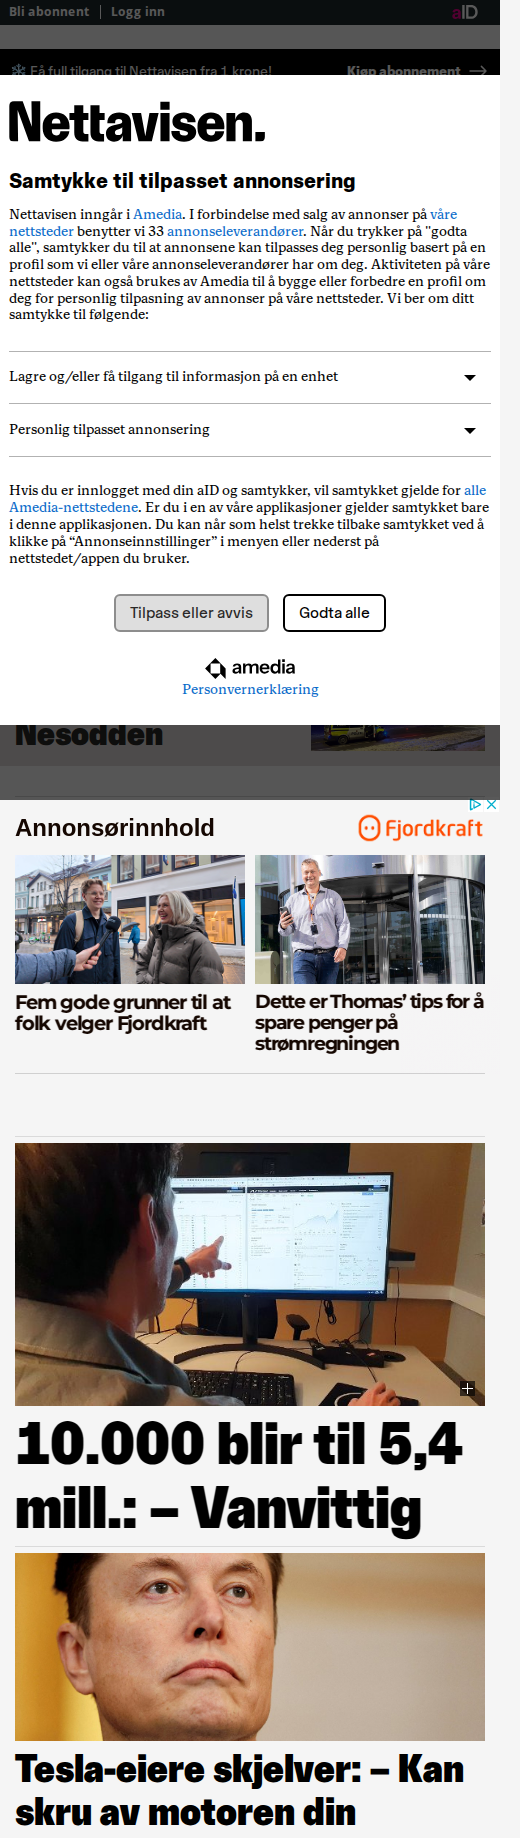 Bli abonnent | Logg inn
aID
Få full tilgang til Nettavisen fra 1 krone!
Kjøp abonnement
Nettavisen.
Samtykke til tilpasset annonsering
Nettavisen inngår i Amedia. I forbindelse med salg av annonser på våre
nettsteder benytter vi 33 annonseleverandører. Når du trykker på "godta
alle", samtykker du til at annonsene kan tilpasses deg personlig basert på en
profil som vi eller våre annonseleverandører har om deg. Aktiviteten på våre
nettsteder kan også brukes av Amedia til å bygge eller forbedre en profil om
deg for personlig tilpasning av annonser på våre nettsteder. Vi ber om ditt
samtykke til følgende:
Lagre og/eller få tilgang til informasjon på en enhet
Personlig tilpasset annonsering
Hvis du er innlogget med din aID og samtykker, vil samtykket gjelde for alle
Amedia-nettstedene. Er du i en av våre applikasjoner gjelder samtykket bare
i denne applikasjonen. Du kan når som helst trekke tilbake samtykket ved å
klikke på “Annonseinnstillinger” i menyen eller nederst på
nettstedet/appen du bruker.
Tilpass eller avvis
Godta alle
amedia
Personvernerklæring
Nesodden
Annonsørinnhold
Fjordkraft
Fem gode grunner til at
folk velger Fjordkraft
Dette er Thomas’ tips for å
spare penger på
strømregningen
10.000 blir til 5,4
mill.: – Vanvittig
Tesla-eiere skjelver: – Kan
skru av motoren din